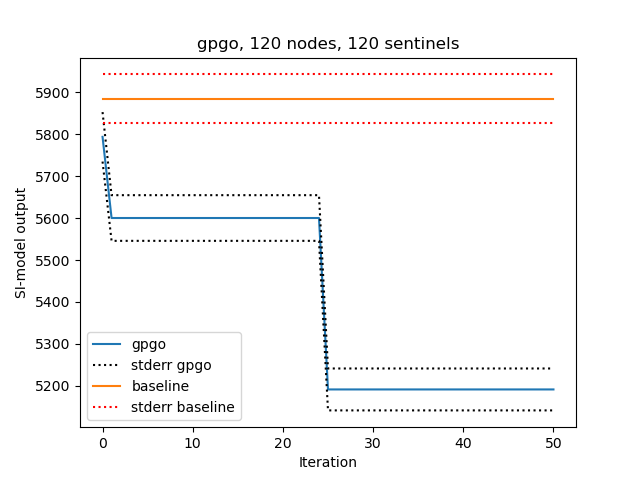 gpgo, 120 nodes, 120 sentinels
SI-model output
5900
5800
5700
5600
5500
5400
5300
5200
gpgo
stderr gpgo
baseline
stderr baseline
0 10 20 30 40 50
Iteration